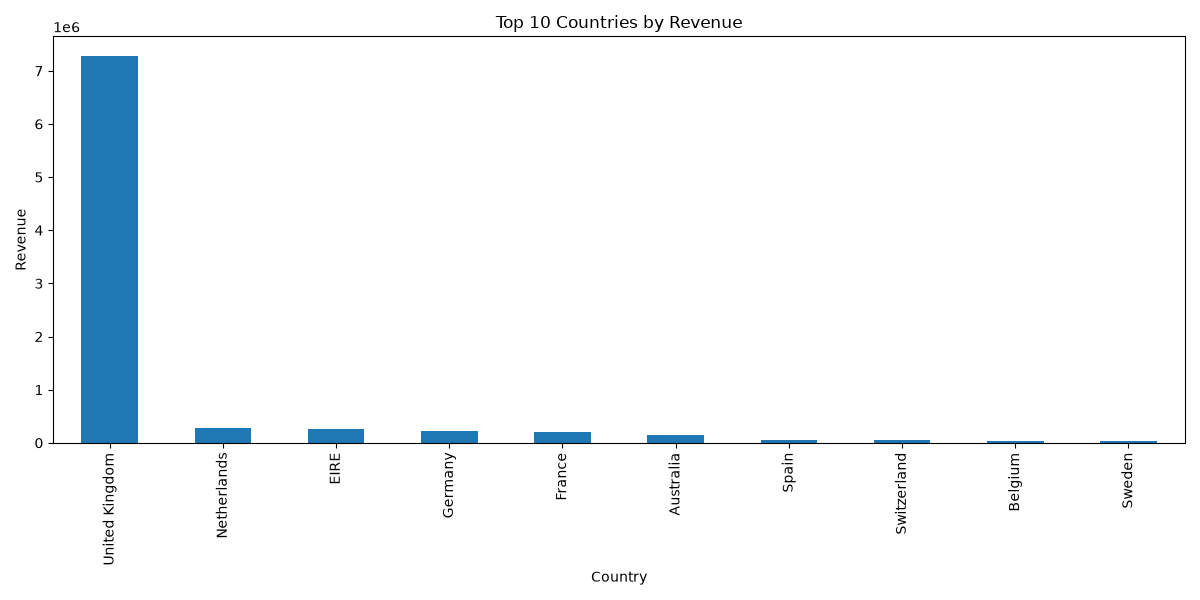 Top 10 Countries by Revenue
1e6
7
6
5
4
3
2
1
0
Revenue
United Kingdom
Netherlands
EIRE
Germany
France
Australia
Spain
Switzerland
Belgium
Sweden
Country